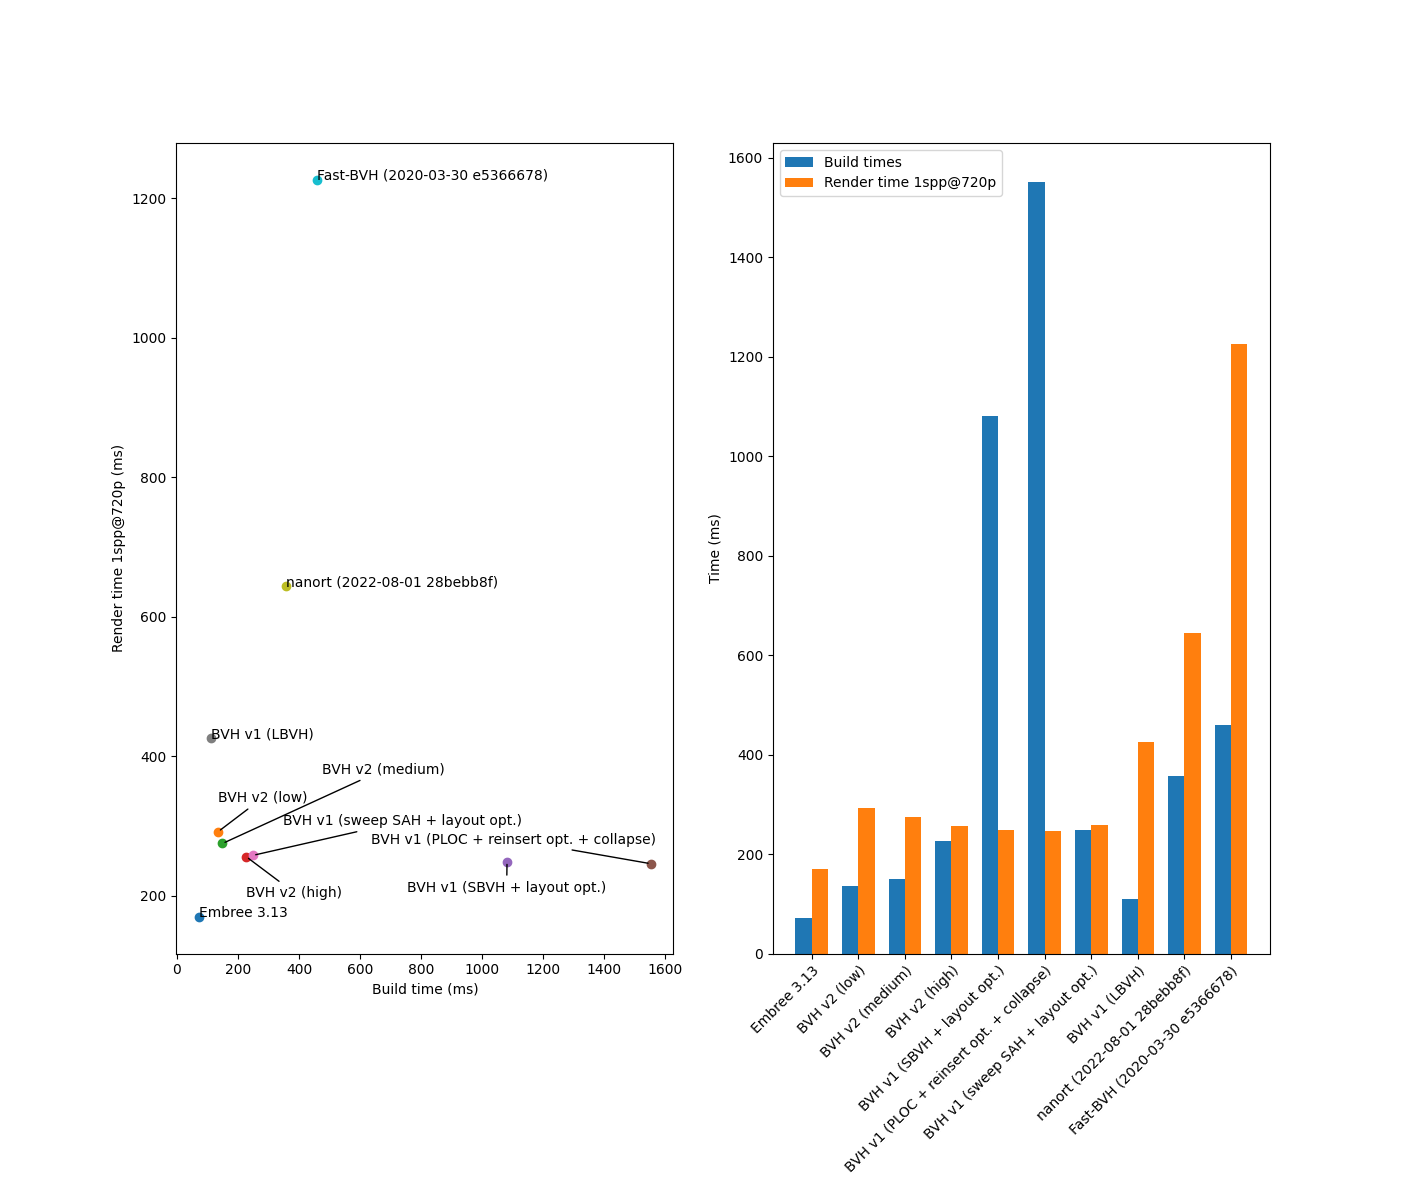 Fast-BVH (2020-03-30 e5366678)
1200
1000
800
nanort (2022-08-01 28bebb8f)
600
BVH v1 (LBVH)
400
BVH v2 (medium)
BVH v2 (low)
BVH v1 (sweep SAH + layout opt.)
BVH v1 (PLOC + reinsert opt. + collapse)
BVH v1 (SBVH + layout opt.)
BVH v2 (high)
200
Embree 3.13
0 200 400 600 800 1000 1200 1400 1600
Build time (ms)
Render time 1spp@720p (ms)
Build times
Render time 1spp@720p
1600
1400
1200
1000
800
600
400
200
0
Time (ms)
Embree 3.13
BVH v2 (low)
BVH v2 (medium)
BVH v2 (high)
BVH v1 (SBVH + layout opt.)
BVH v1 (PLOC + reinsert opt. + collapse)
BVH v1 (sweep SAH + layout opt.)
BVH v1 (LBVH)
nanort (2022-08-01 28bebb8f)
Fast-BVH (2020-03-30 e5366678)